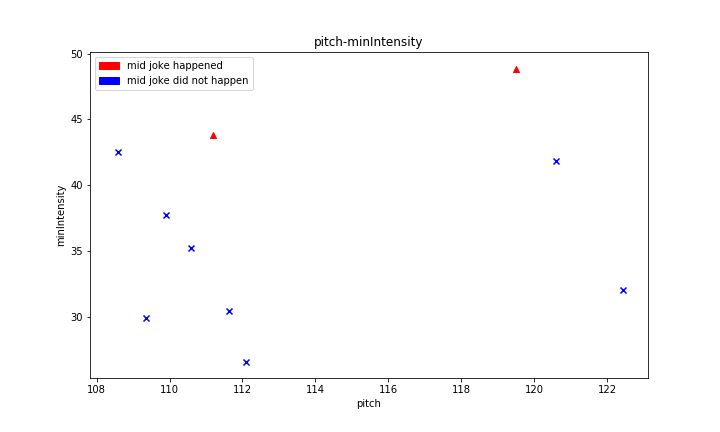 pitch-minIntensity
mid joke happened
mid joke did not happen
minIntensity
50
45
40
35
30
108 110 112 114 116 118 120 122
pitch